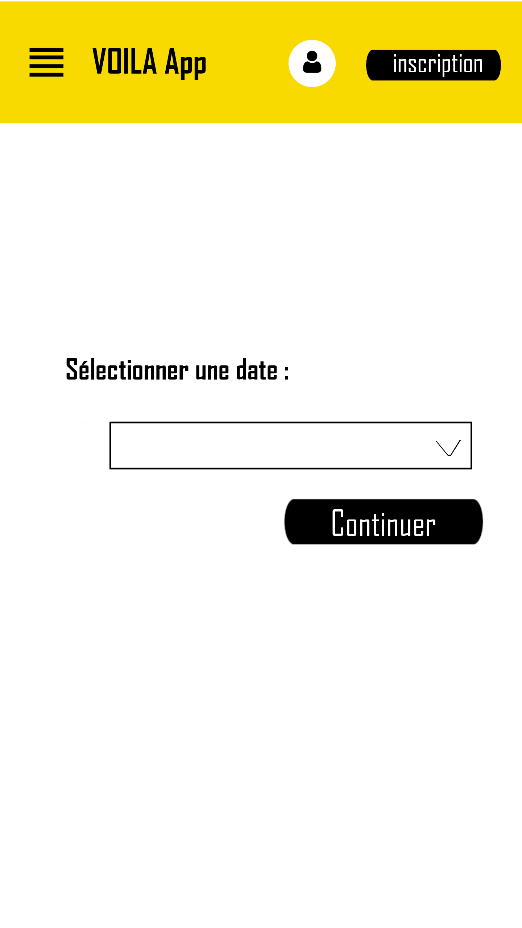 VOILA App
inscription
Sélectionner une date :
Continuer